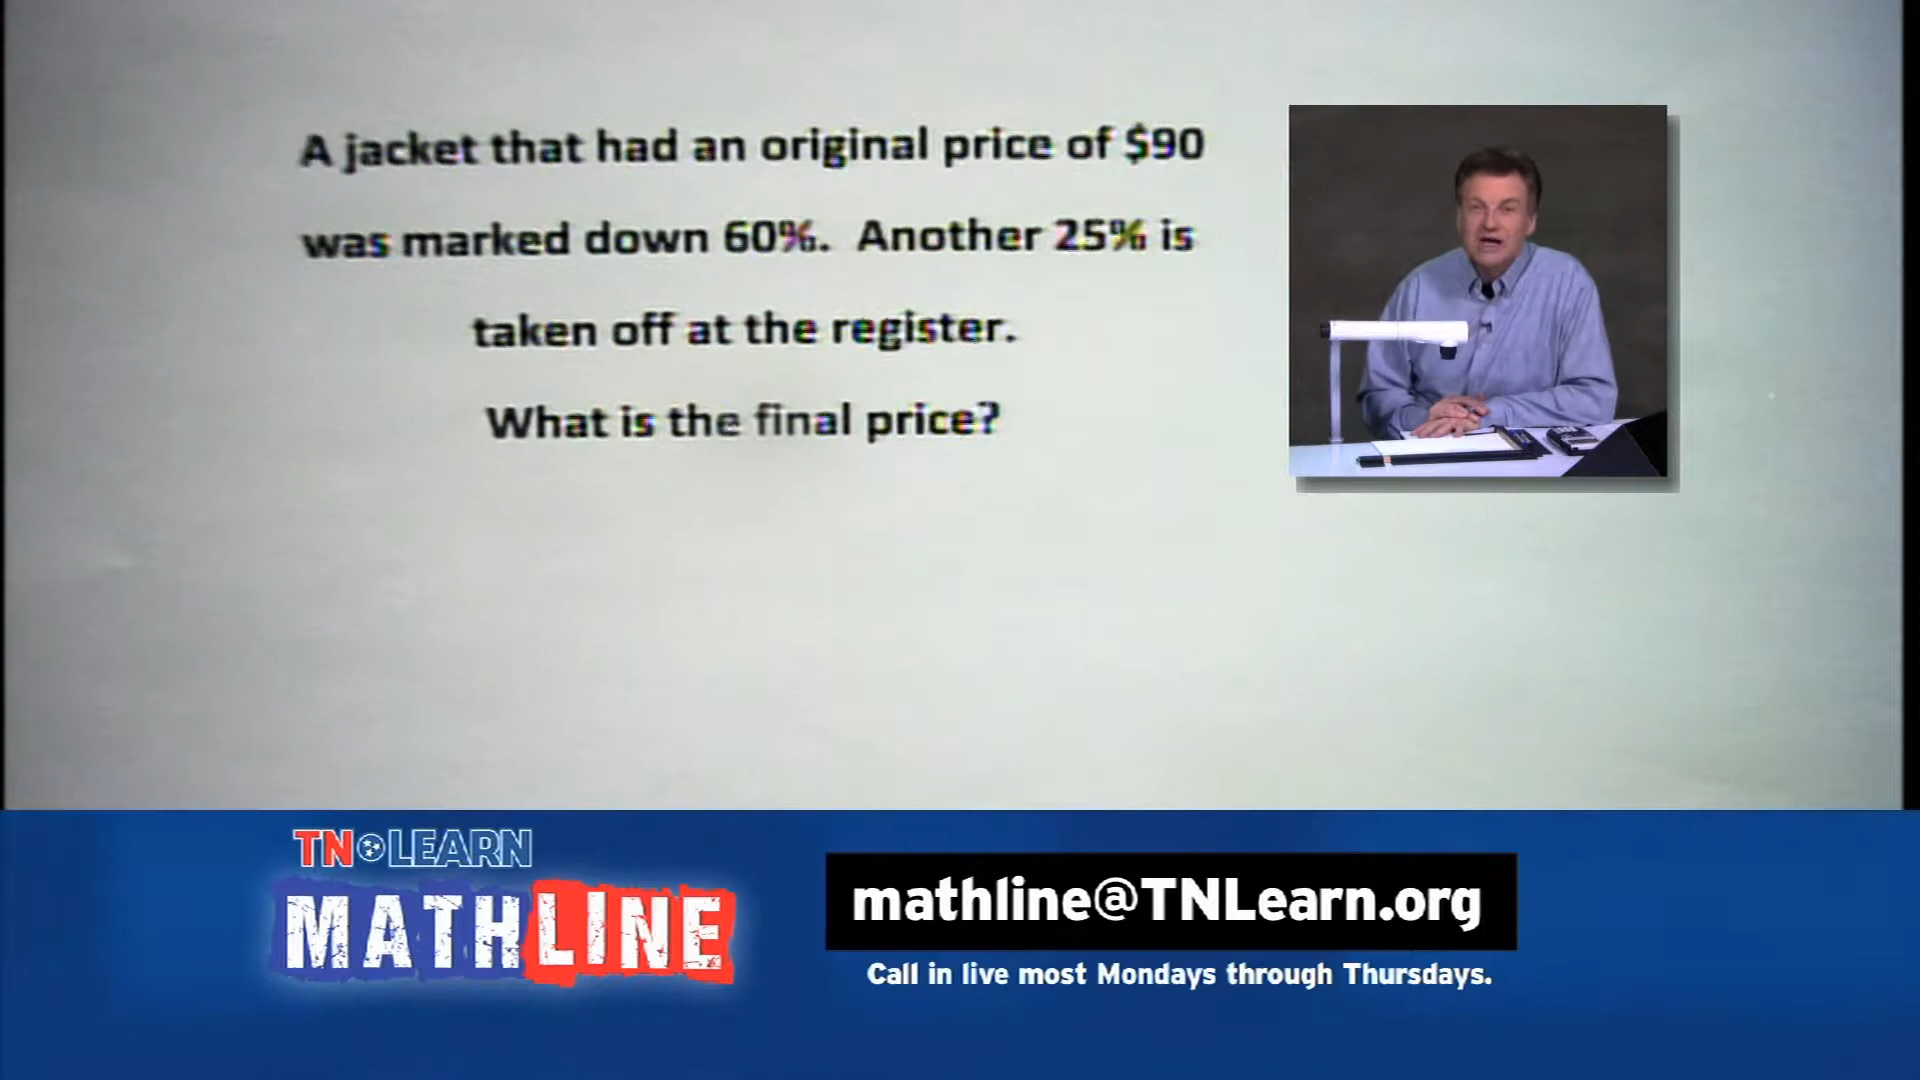 A jacket that had an original price of $90
was marked down 60%. Another 25% is
taken off at the register.
What is the final price?
TN LEARN
MATHLINE
mathline@TNLearn.org
Call in live most Mondays through Thursdays.